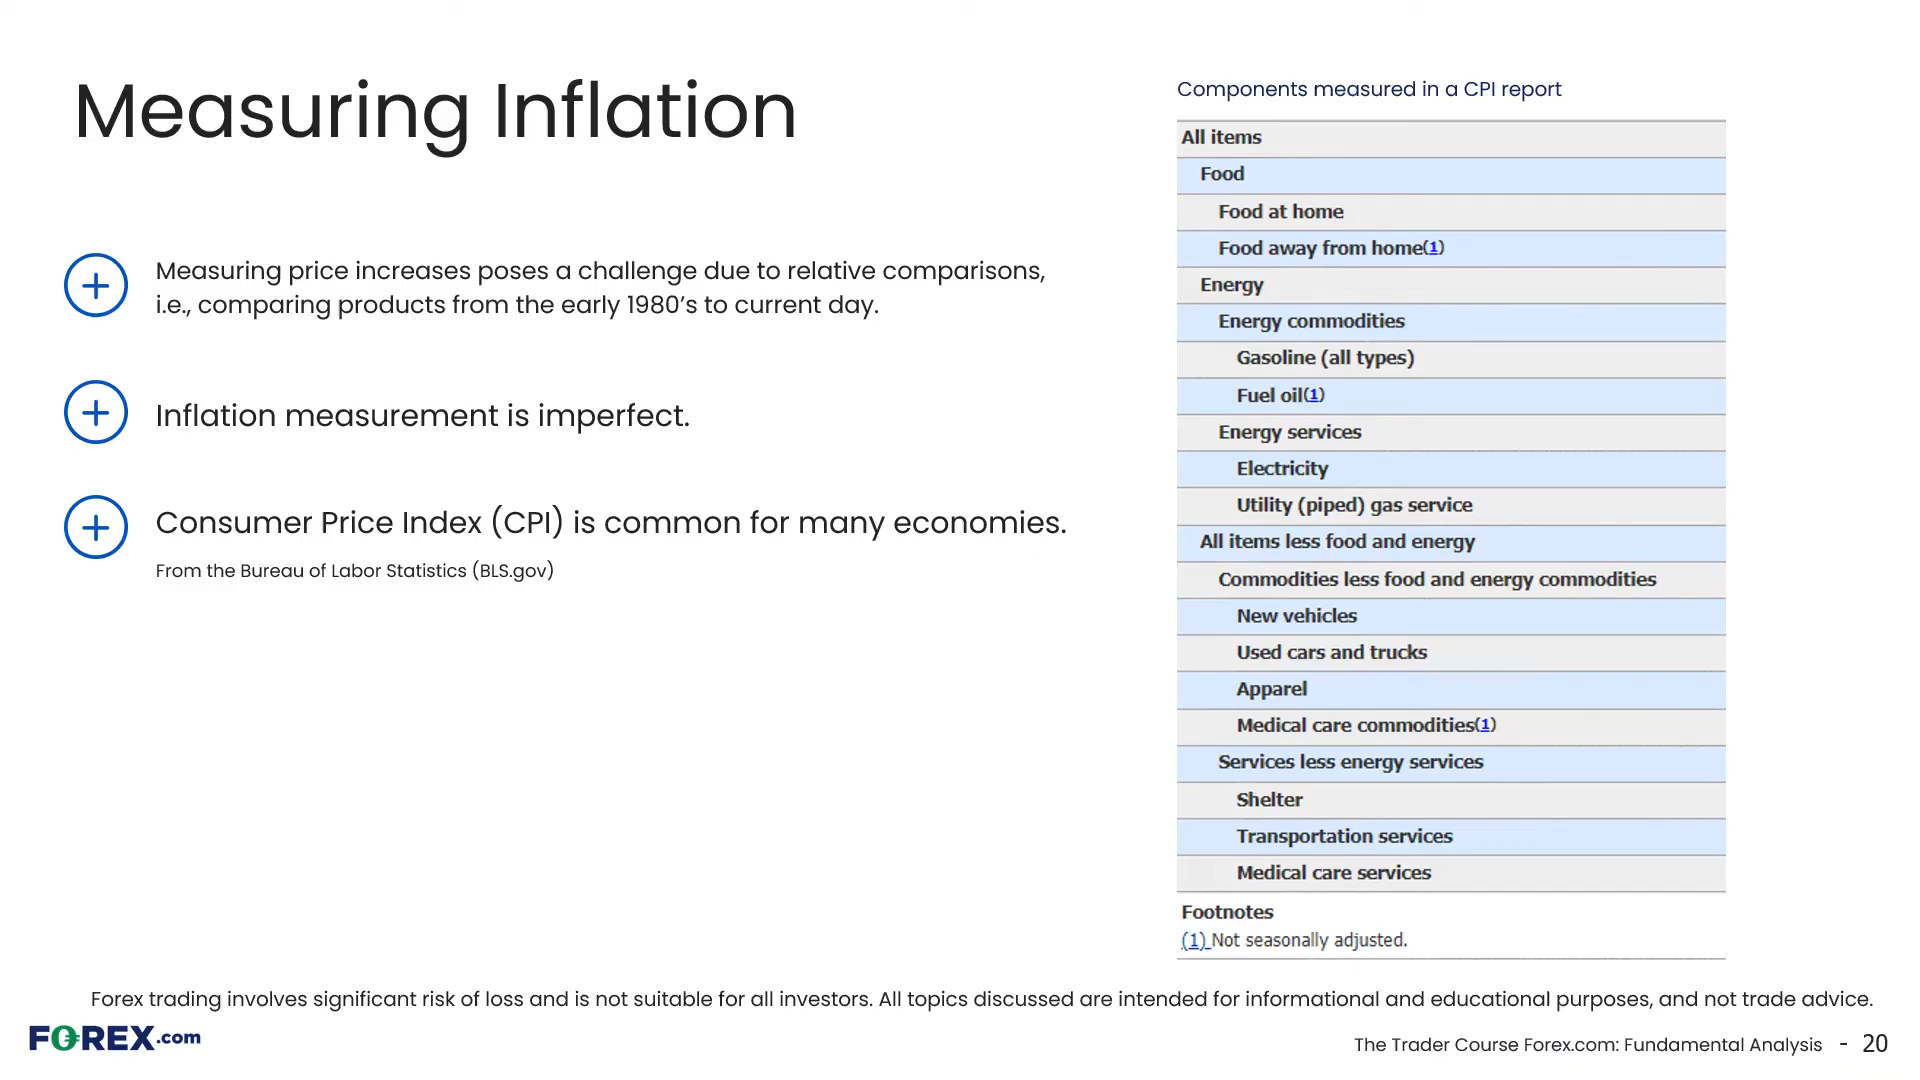 Measuring Inflation
Measuring price increases poses a challenge due to relative comparisons,
i.e., comparing products from the early 1980’s to current day.
Inflation measurement is imperfect.
Consumer Price Index (CPI) is common for many economies.
From the Bureau of Labor Statistics (BLS.gov)
Components measured in a CPI report
All items
Food
Food at home
Food away from home(1)
Energy
Energy commodities
Gasoline (all types)
Fuel oil(1)
Energy services
Electricity
Utility (piped) gas service
All items less food and energy
Commodities less food and energy commodities
New vehicles
Used cars and trucks
Apparel
Medical care commodities(1)
Services less energy services
Shelter
Transportation services
Medical care services
Footnotes
(1) Not seasonally adjusted.
Forex trading involves significant risk of loss and is not suitable for all investors. All topics discussed are intended for informational and educational purposes, and not trade advice.
FOREX.com
The Trader Course Forex.com: Fundamental Analysis - 20